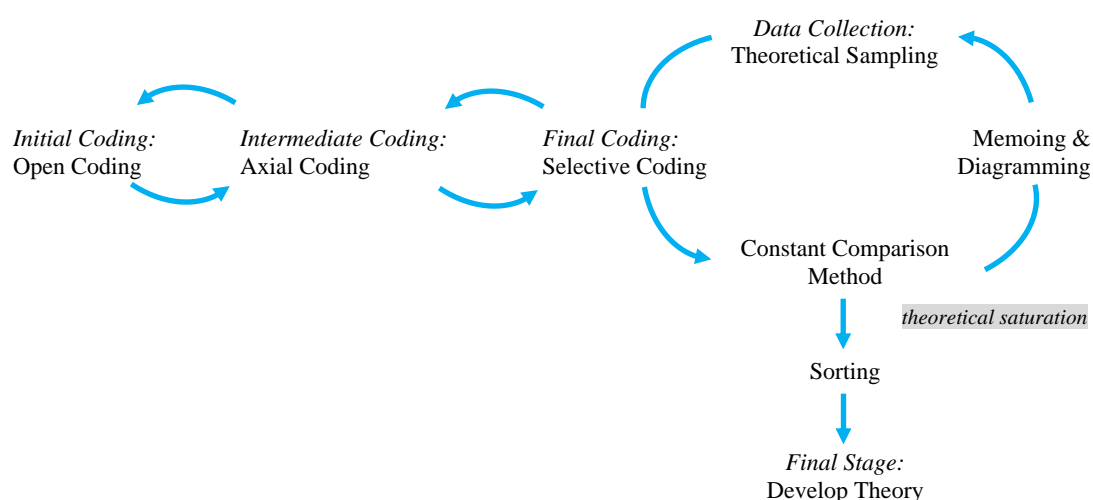 Data Collection:
Theoretical Sampling
Initial Coding:
Open Coding
Intermediate Coding:
Axial Coding
Final Coding:
Selective Coding
Memoing &
Diagramming
Constant Comparison
Method
theoretical saturation
Sorting
Final Stage:
Develop Theory